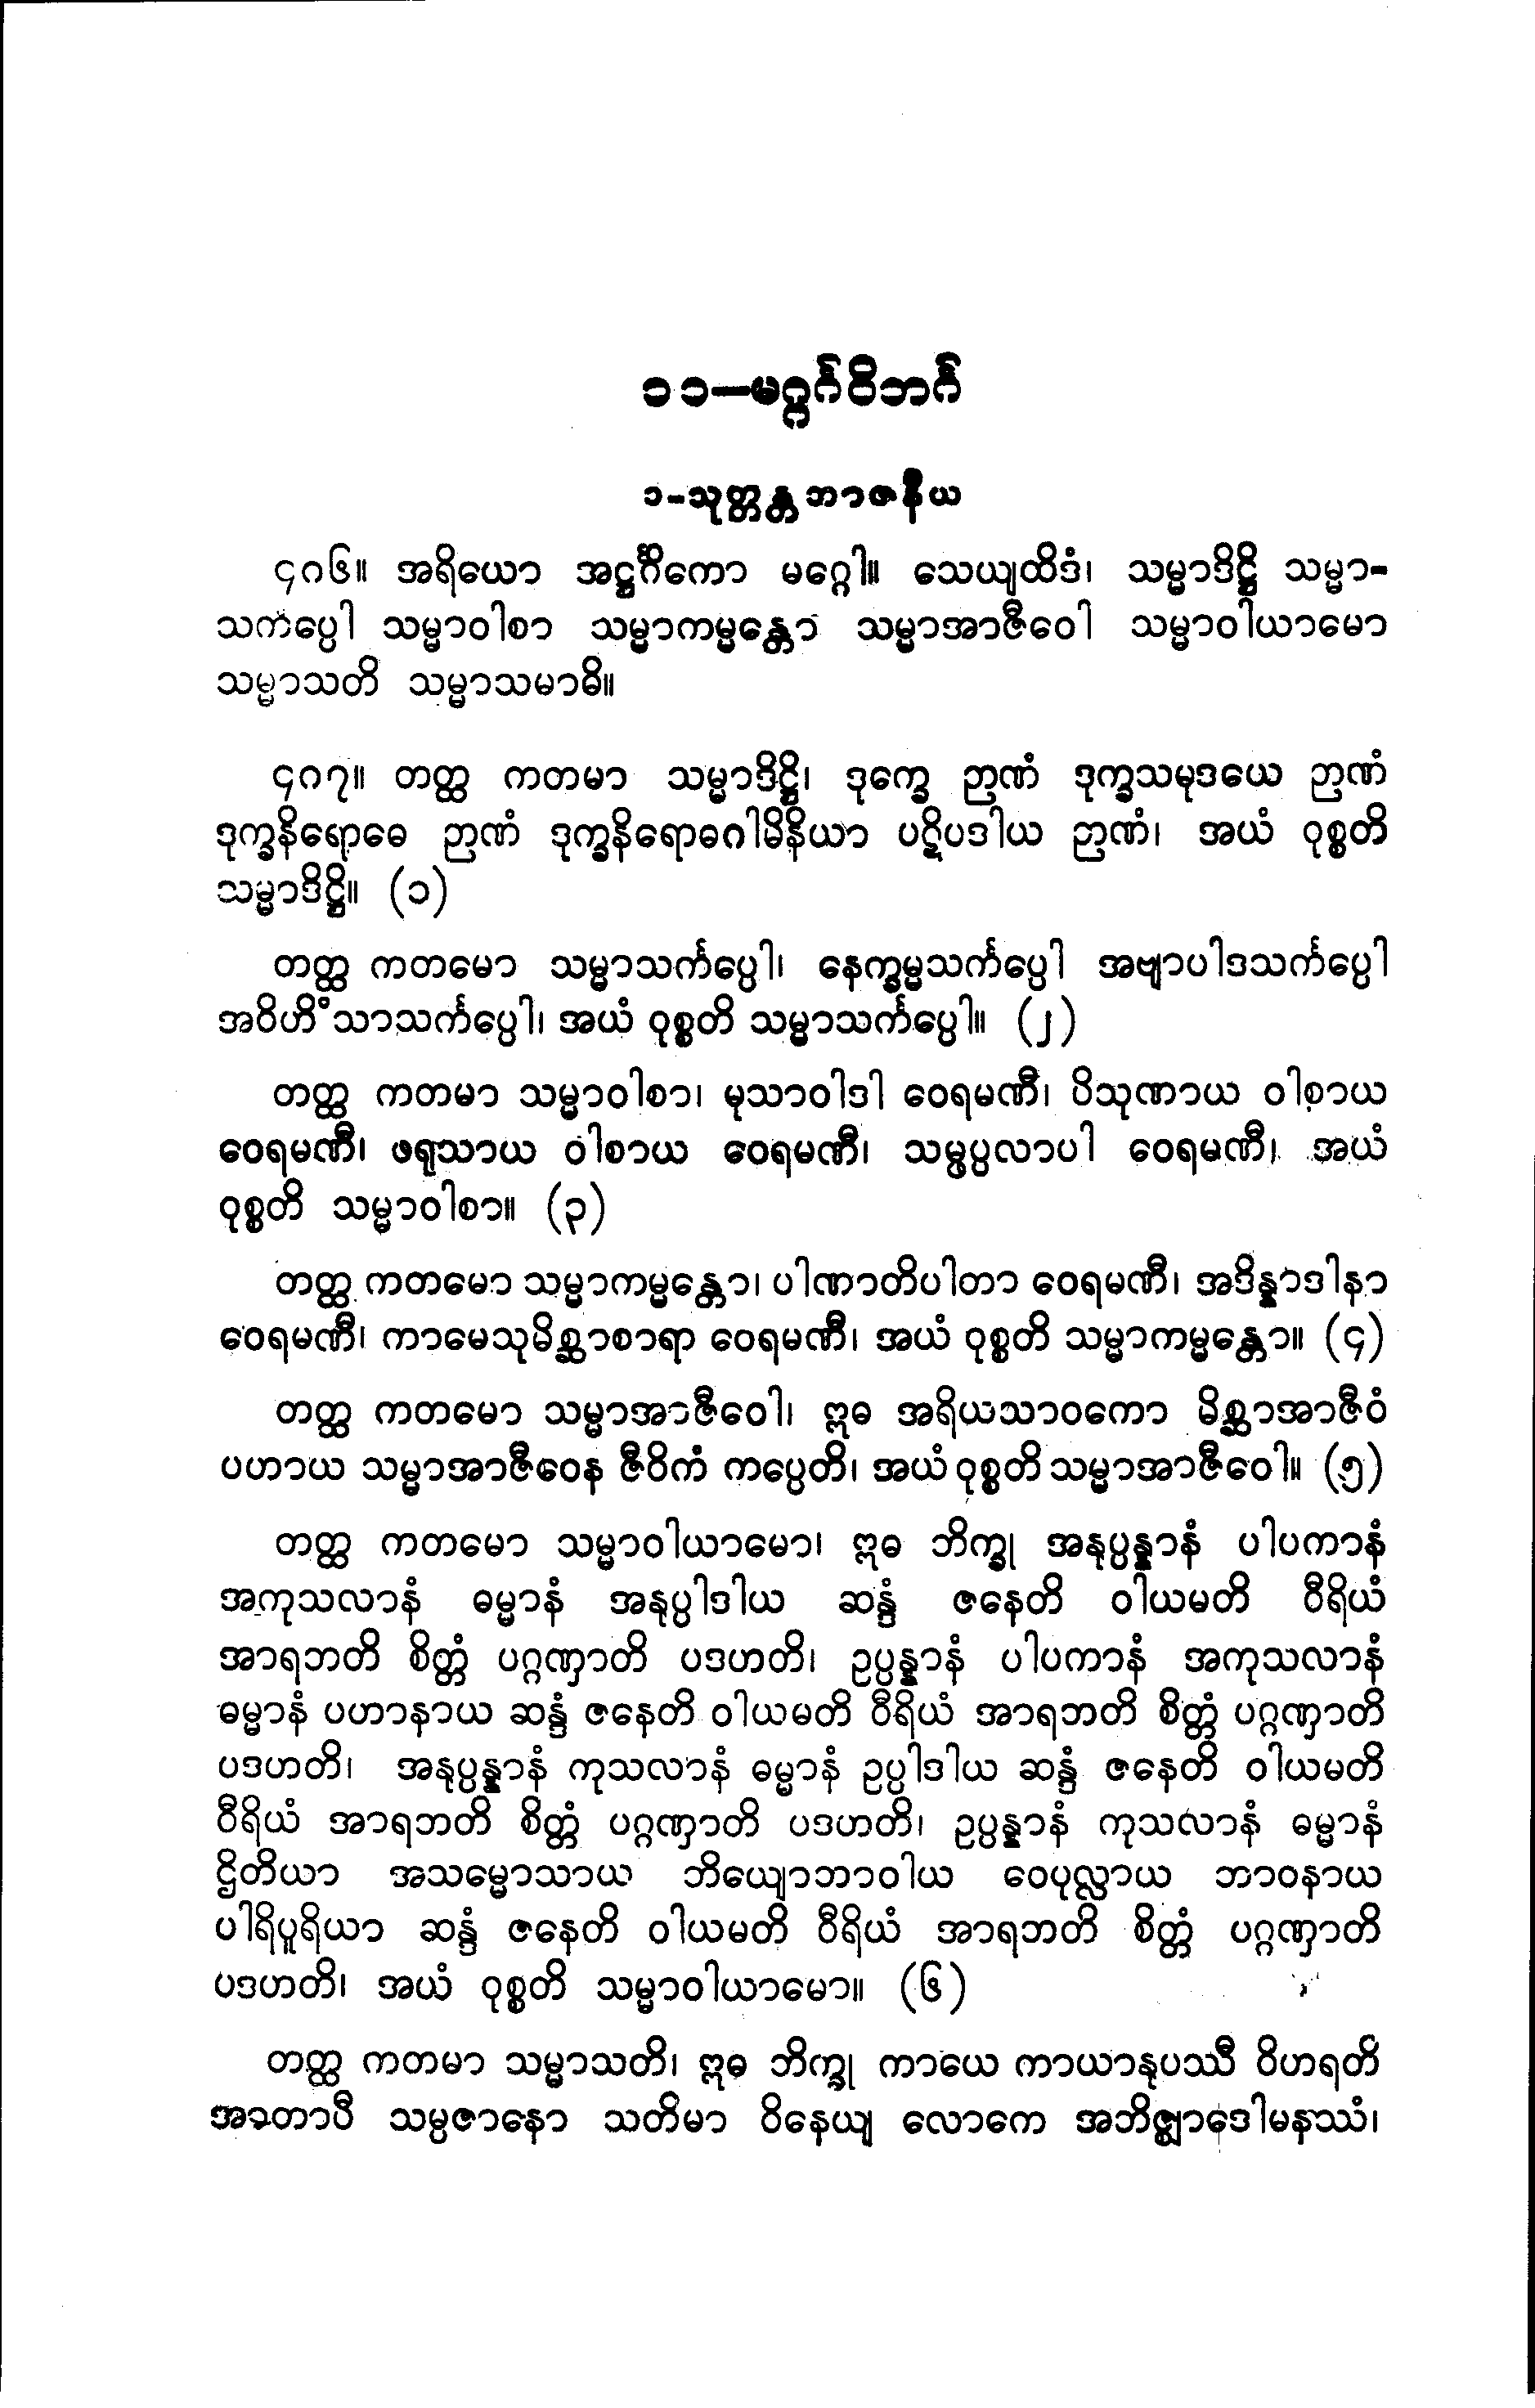 ၁၁–မဂ္ဂင်္ဂဝိဘင်္ဂ
၁-သုတ္တန္တဘာဇနီယ
၄၈၆။ အရိယော အဋ္ဌင်္ဂိကော မဂ္ဂေါ။ သေယျထိဒံ၊ သမ္မာဒိဋ္ဌိ သမ္မာ-
သင်္ကပ္ပေါ သမ္မာဝါစာ သမ္မာကမ္မန္တော သမ္မာအာဇီဝေါ သမ္မာဝါယာမော
သမ္မာသတိ သမ္မာသမာဓိ။
၄၈၇။ တတ္ထ ကတမာ သမ္မာဒိဋ္ဌိ၊ ဒုက္ခေ ဉာဏံ ဒုက္ခသမုဒယေ ဉာဏံ
ဒုက္ခနိရောဓေ ဉာဏံ ဒုက္ခနိရောဓဂါမိနိယာ ပဋိပဒါယ ဉာဏံ၊ အယံ ဝုစ္စတိ
သမ္မာဒိဋ္ဌိ။ (၁)
တတ္ထ ကတမော သမ္မာသင်္ကပ္ပေါ၊ နေက္ခမ္မသင်္ကပ္ပေါ အဗျာပါဒသင်္ကပ္ပေါ
အဝိဟိံသာသင်္ကပ္ပေါ၊ အယံ ဝုစ္စတိ သမ္မာသင်္ကပ္ပေါ။ (၂)
တတ္ထ ကတမာ သမ္မာဝါစာ၊ မုသာဝါဒါ ဝေရမဏီ၊ ပိသုဏာယ ဝါစာယ
ဝေရမဏီ၊ ဖရုသာယ ဝါစာယ ဝေရမဏီ၊ သမ္ဖပ္ပလာပါ ဝေရမဏီ၊ အယံ
ဝုစ္စတိ သမ္မာဝါစာ။ (၃)
တတ္ထ ကတမော သမ္မာကမ္မန္တော၊ ပါဏာတိပါတာ ဝေရမဏီ၊ အဒိန္နာဒါနာ
ဝေရမဏီ၊ ကာမေသုမိစ္ဆာစာရာ ဝေရမဏီ၊ အယံ ဝုစ္စတိ သမ္မာကမ္မန္တော။ (၄)
တတ္ထ ကတမော သမ္မာအာဇီဝေါ၊ ဣဓ အရိယသာဝကော မိစ္ဆာအာဇီဝံ
ပဟာယ သမ္မာအာဇီဝေန ဇီဝိကံ ကပ္ပေတိ၊ အယံ ဝုစ္စတိ သမ္မာအာဇီဝေါ။ (၅)
တတ္ထ ကတမော သမ္မာဝါယာမော၊ ဣဓ ဘိက္ခု အနုပ္ပန္နာနံ ပါပကာနံ
အကုသလာနံ ဓမ္မာနံ အနုပ္ပါဒါယ ဆန္ဒံ ဇနေတိ ဝါယမတိ ဝီရိယံ
အာရဘတိ စိတ္တံ ပဂ္ဂဏှာတိ ပဒဟတိ၊ ဥပ္ပန္နာနံ ပါပကာနံ အကုသလာနံ
ဓမ္မာနံ ပဟာနာယ ဆန္ဒံ ဇနေတိ ဝါယမတိ ဝီရိယံ အာရဘတိ စိတ္တံ ပဂ္ဂဏှာတိ
ပဒဟတိ၊ အနုပ္ပန္နာနံ ကုသလာနံ ဓမ္မာနံ ဥပ္ပါဒါယ ဆန္ဒံ ဇနေတိ ဝါယမတိ
ဝီရိယံ အာရဘတိ စိတ္တံ ပဂ္ဂဏှာတိ ပဒဟတိ၊ ဥပ္ပန္နာနံ ကုသလာနံ ဓမ္မာနံ
ဌိတိယာ အသမ္မောသာယ ဘိယျောဘာဝါယ ဝေပုလ္လာယ ဘာဝနာယ
ပါရိပူရိယာ ဆန္ဒံ ဇနေတိ ဝါယမတိ ဝီရိယံ အာရဘတိ စိတ္တံ ပဂ္ဂဏှာတိ
ပဒဟတိ၊ အယံ ဝုစ္စတိ သမ္မာဝါယာမော။ (၆)
တတ္ထ ကတမာ သမ္မာသတိ၊ ဣဓ ဘိက္ခု ကာယေ ကာယာနုပဿီ ဝိဟရတိ
အာတာပီ သမ္ပဇာနော သတိမာ ဝိနေယျ လောကေ အဘိဇ္ဈာဒေါမနဿံ၊